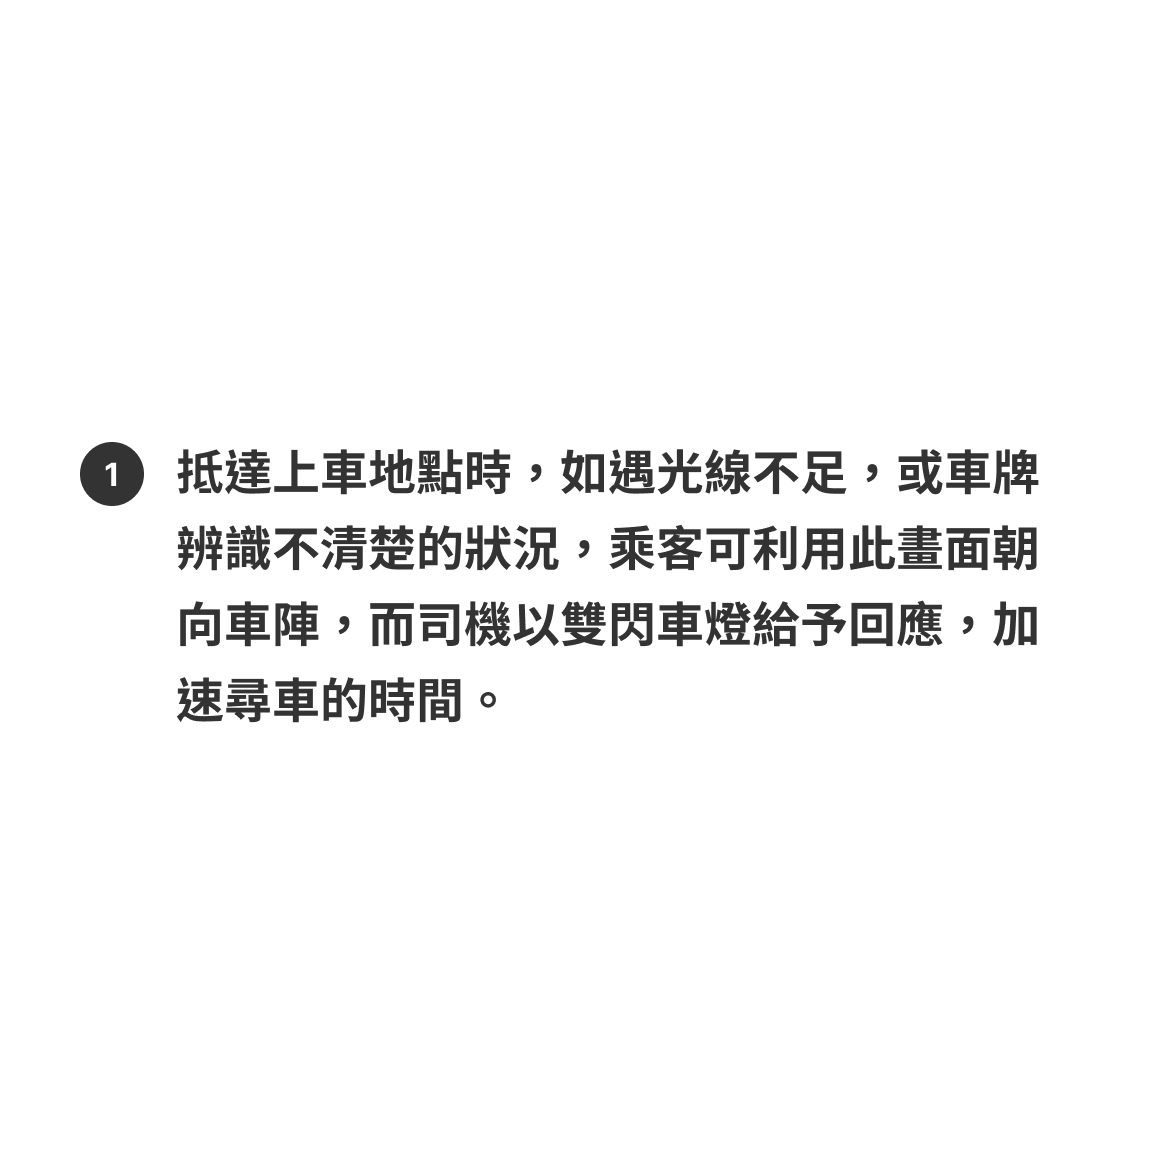 1 抵達上車地點時，如遇光線不足，或車牌
辨識不清楚的狀況，乘客可利用此畫面朝
向車陣，而司機以雙閃車燈給予回應，加
速尋車的時間。